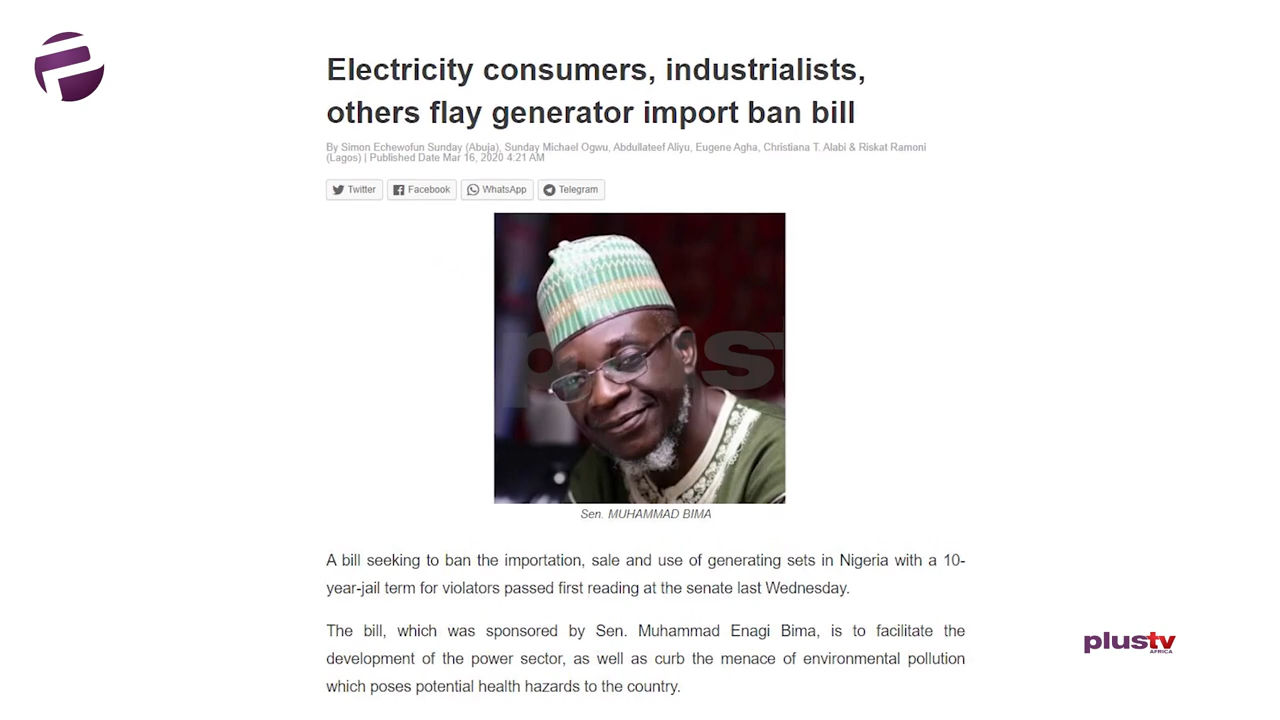 Electricity consumers, industrialists,
others flay generator import ban bill
By Simon Echewofun Sunday (Abuja), Sunday Michael Ogwu, Abdullateef Aliyu, Eugene Agha, Christiana T. Alabi & Riskat Ramoni
(Lagos) | Published Date Mar 16, 2020 4:21 AM
Twitter Facebook WhatsApp Telegram
plustv
Sen. MUHAMMAD BIMA
A bill seeking to ban the importation, sale and use of generating sets in Nigeria with a 10-
year-jail term for violators passed first reading at the senate last Wednesday.
The bill, which was sponsored by Sen. Muhammad Enagi Bima, is to facilitate the
development of the power sector, as well as curb the menace of environmental pollution
which poses potential health hazards to the country.
plustv
AFRICA